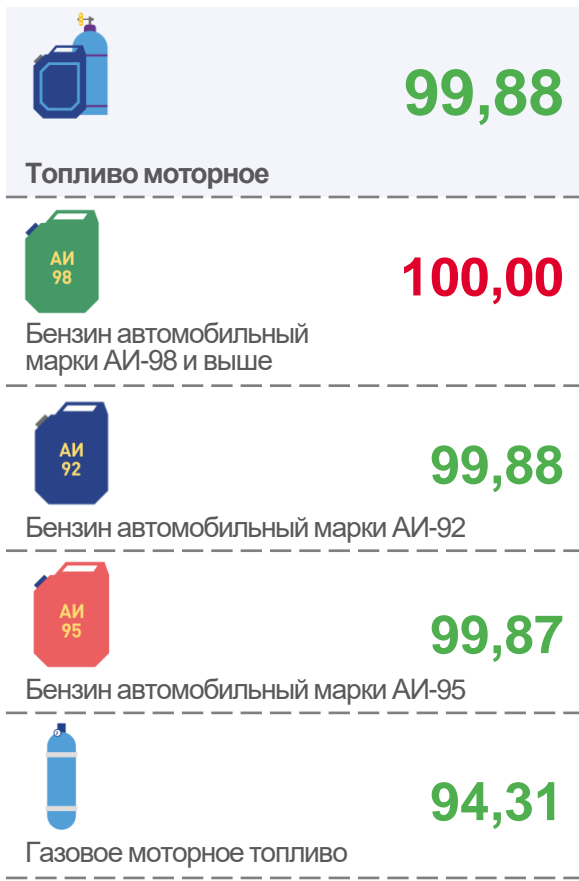 99,88
Топливо моторное
АИ
98
100,00
Бензин автомобильный
марки АИ-98 и выше
АИ
92
99,88
Бензин автомобильный марки АИ-92
АИ
95
99,87
Бензин автомобильный марки АИ-95
94,31
Газовое моторное топливо